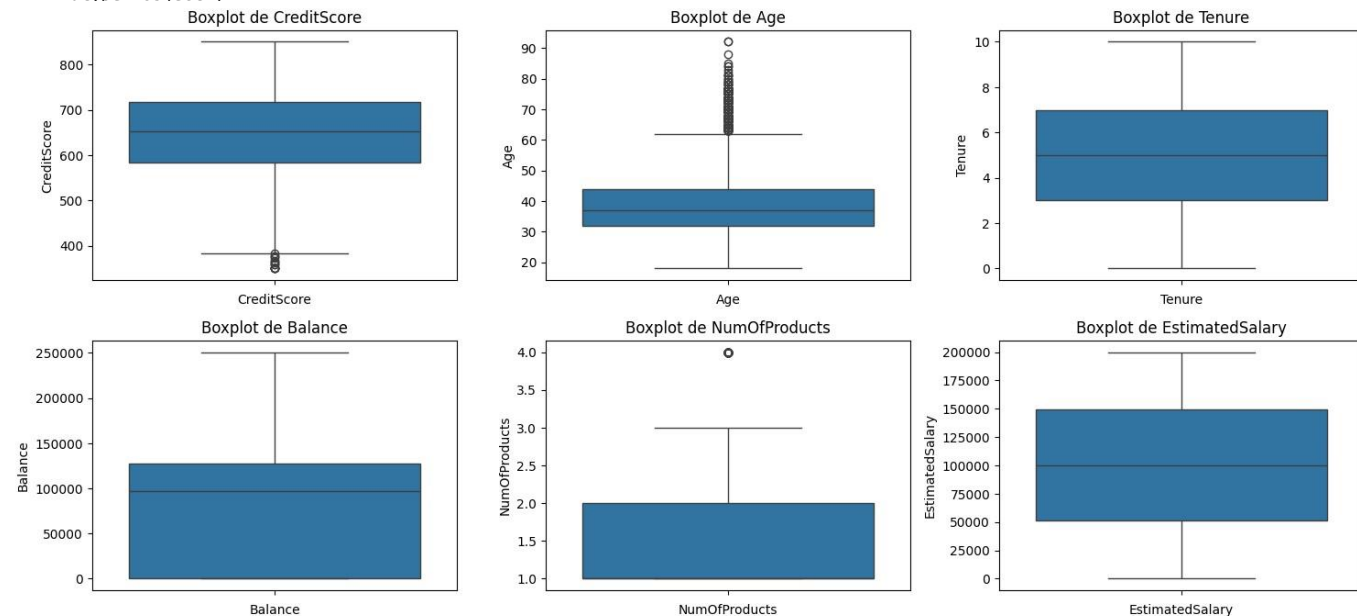 Boxplot de CreditScore
800
700
600
500
400
CreditScore
CreditScore
Boxplot de Age
90
80
70
60
50
40
30
20
Age
Age
Boxplot de Tenure
10
8
6
4
2
0
Tenure
Tenure
Boxplot de Balance
250000
200000
150000
100000
50000
0
Balance
Balance
Boxplot de NumOfProducts
4.0
3.5
3.0
2.5
2.0
1.5
1.0
NumOfProducts
NumOfProducts
Boxplot de EstimatedSalary
200000
175000
150000
125000
100000
75000
50000
25000
0
EstimatedSalary
EstimatedSalary